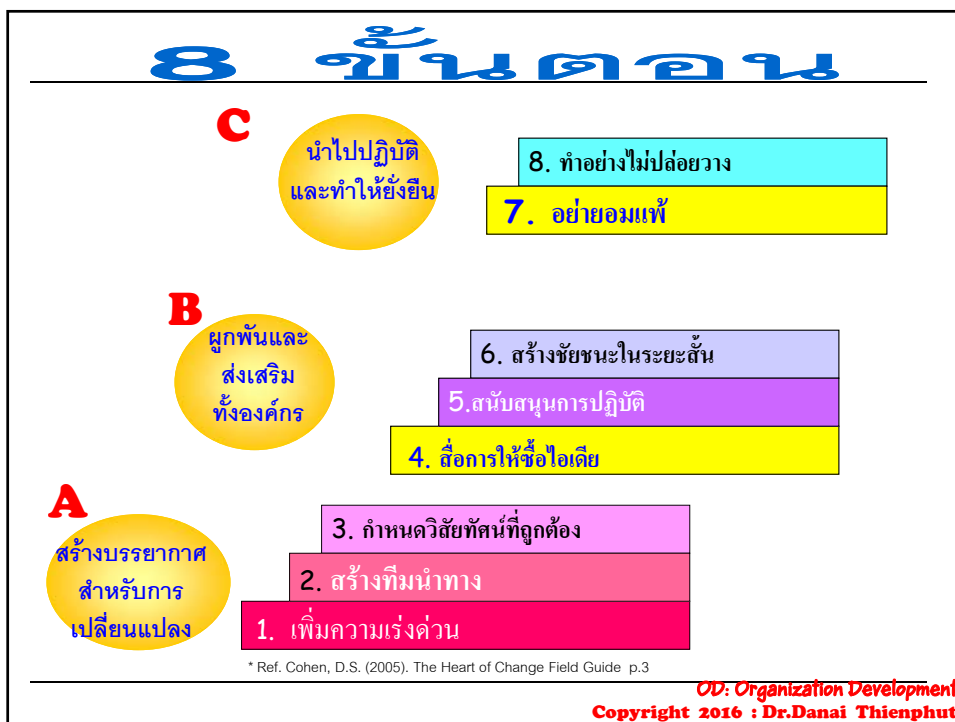 8 ขั้นตอน
C
นำไปปฏิบัติ
และทำให้ยั่งยืน
8. ทำอย่างไม่ปล่อยวาง
7. อย่ายอมแพ้
B
ผูกพันและ
ส่งเสริม
ทั้งองค์กร
6. สร้างชัยชนะในระยะสั้น
5.สนับสนุนการปฏิบัติ
4. สื่อการให้ซื้อไอเดีย
A
สร้างบรรยากาศ
สำหรับการ
เปลี่ยนแปลง
3. กำหนดวิสัยทัศน์ที่ถูกต้อง
2. สร้างทีมนำทาง
1. เพิ่มความเร่งด่วน
* Ref. Cohen, D.S. (2005). The Heart of Change Field Guide p.3
OD: Organization Development
Copyright 2016 : Dr.Danai Thienphut